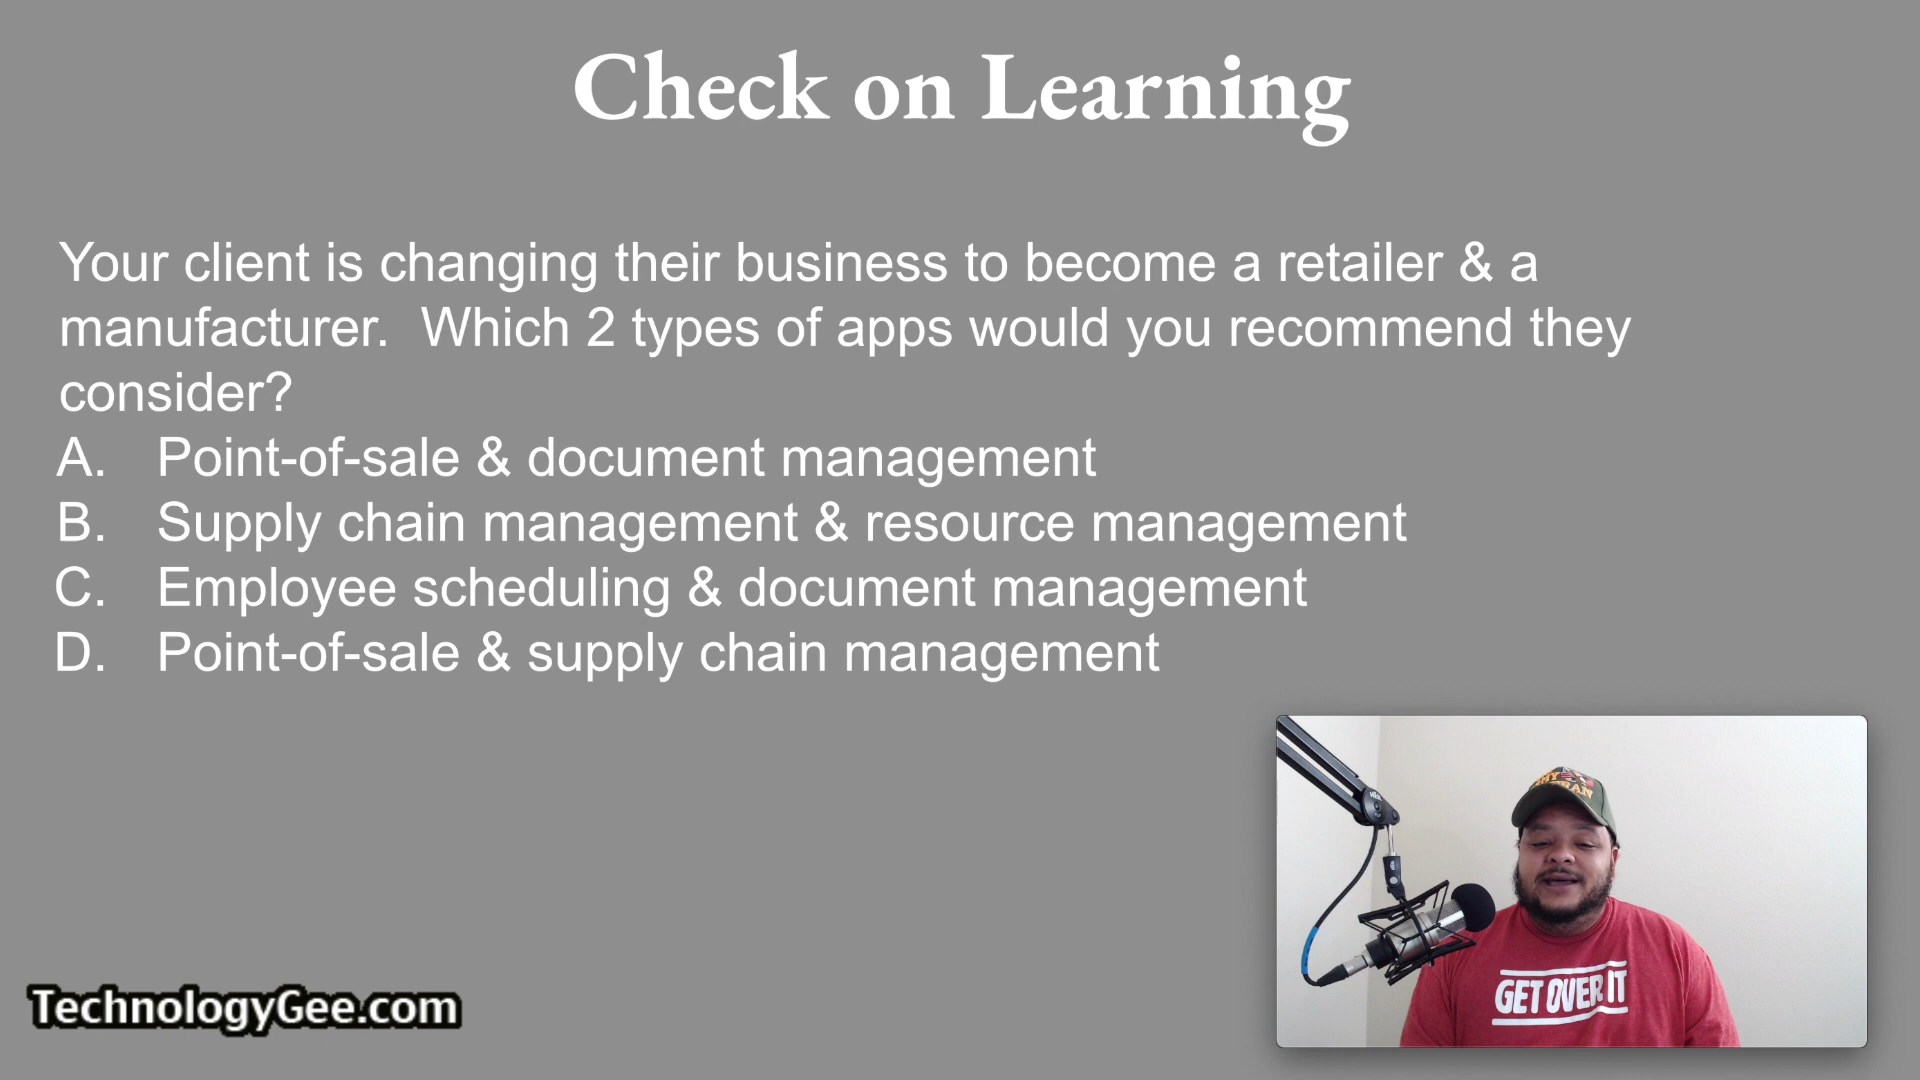 Check on Learning
Your client is changing their business to become a retailer & a
manufacturer.  Which 2 types of apps would you recommend they
consider?
A. Point-of-sale & document management
B. Supply chain management & resource management
C. Employee scheduling & document management
D. Point-of-sale & supply chain management
GET OVER IT
TechnologyGee.com